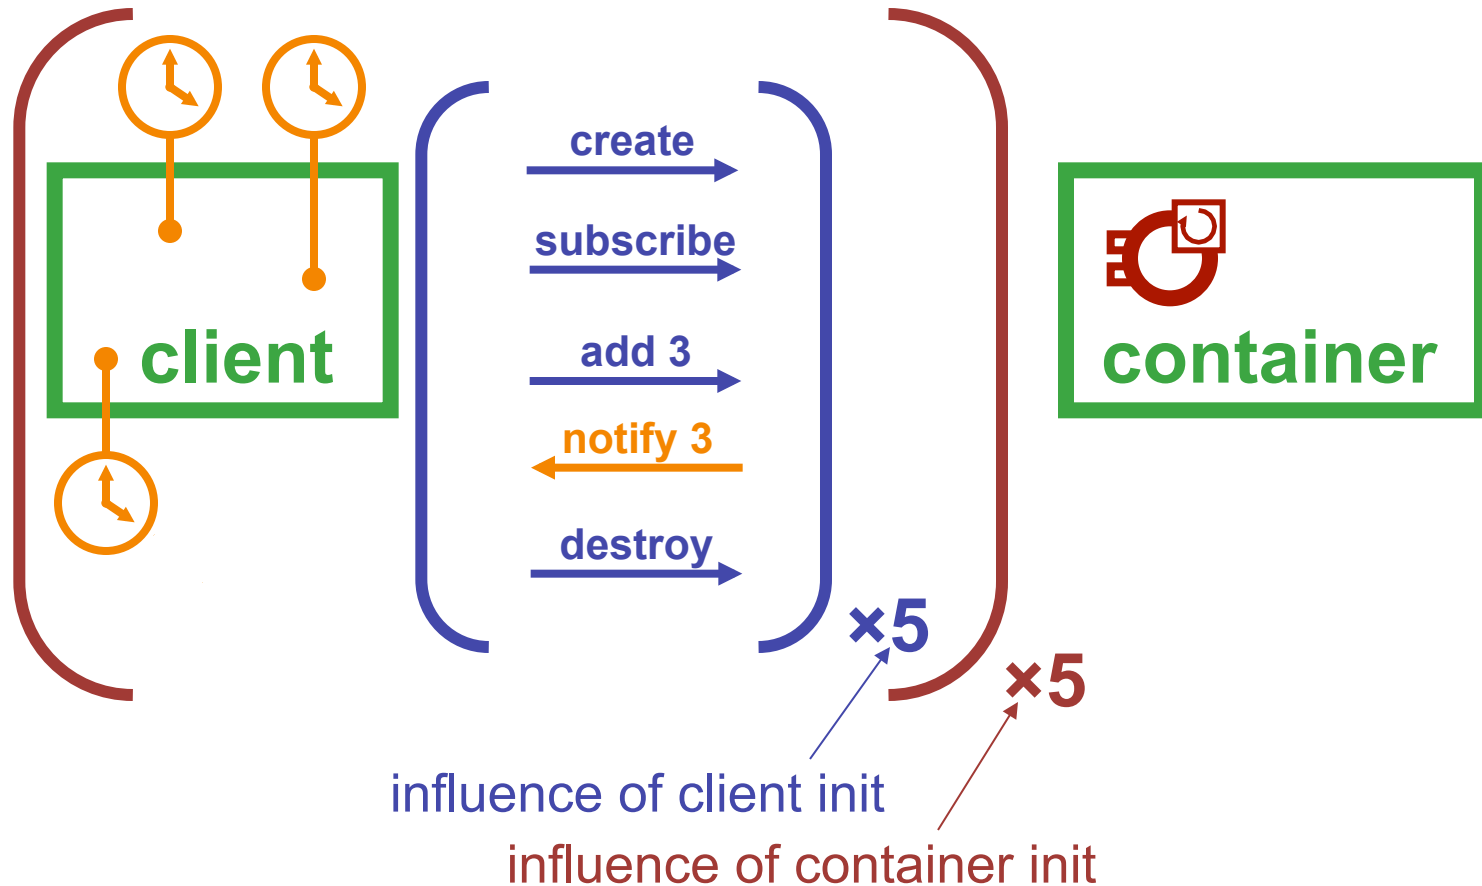 create
subscribe
client
add 3
container
notify 3
destroy
×5
×5
influence of client init
influence of container init